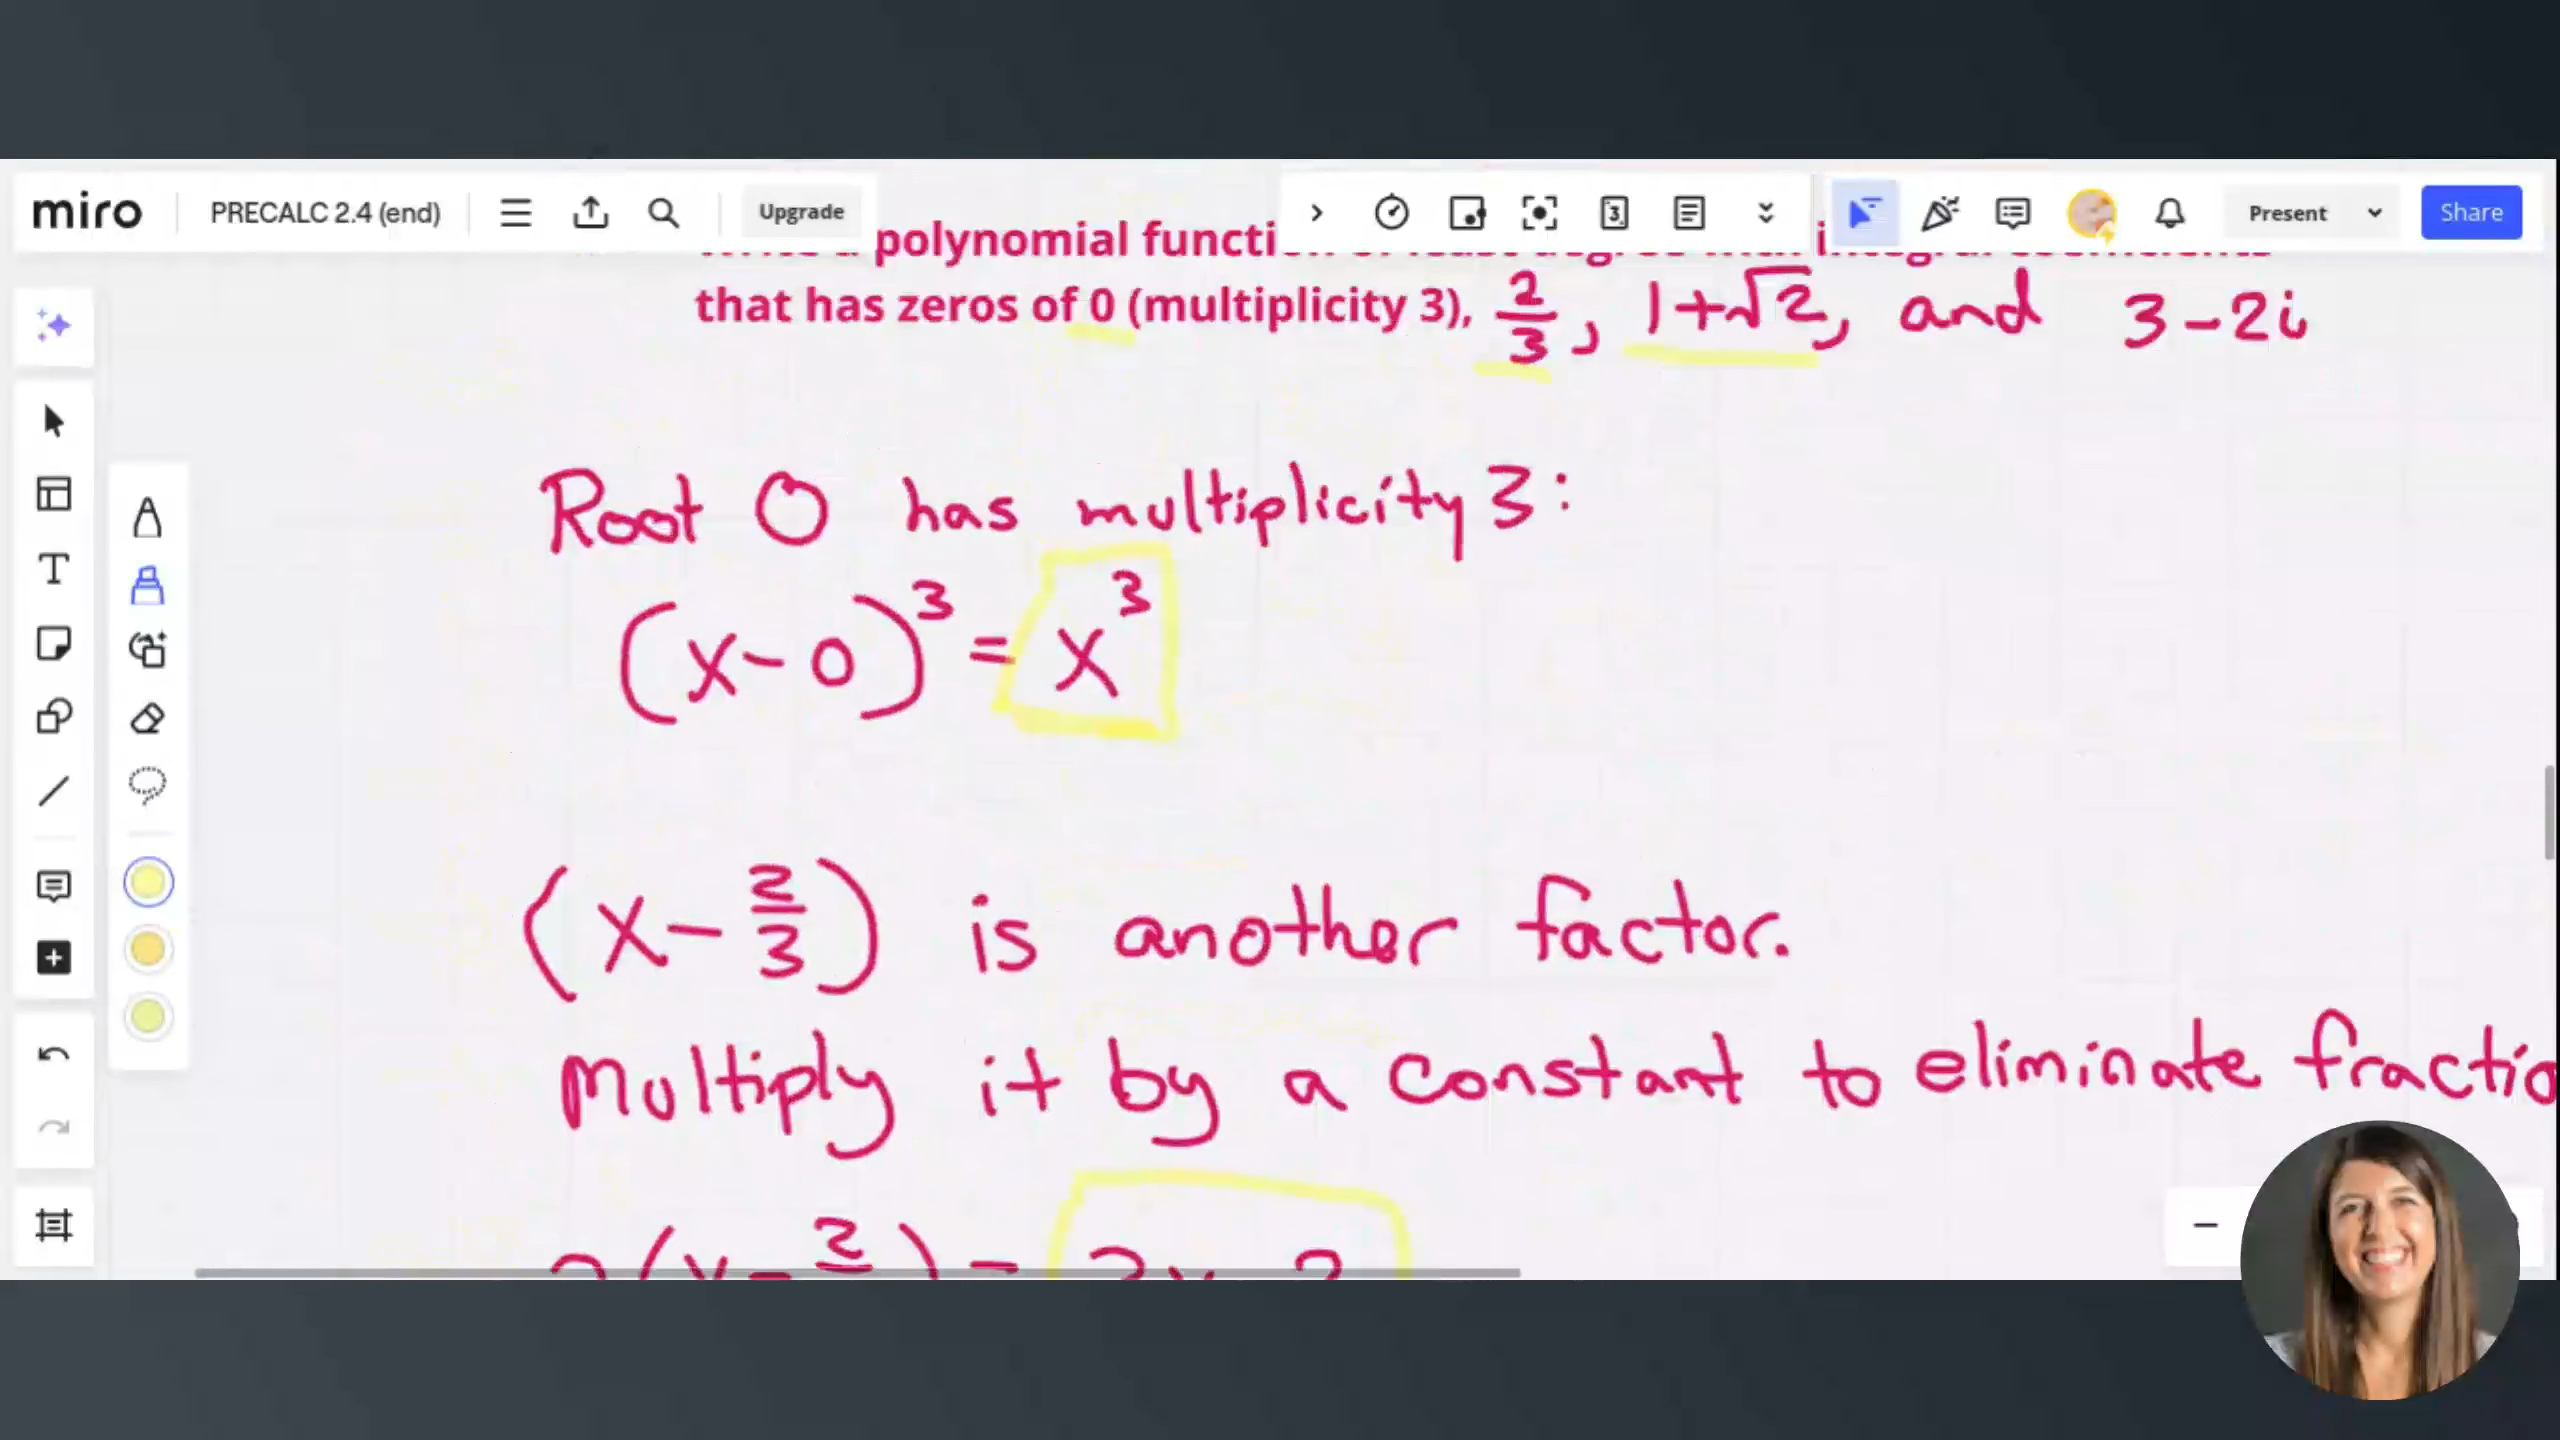 miro PRECALC 2.4 (end) Upgrade Present Share
polynomial functi
that has zeros of 0 (multiplicity 3), 2/3, 1+√2, and 3-2i
Root 0 has multiplicity 3:
(x-0)³ = x³
(x-2/3) is another factor.
Multiply it by a constant to eliminate fractio